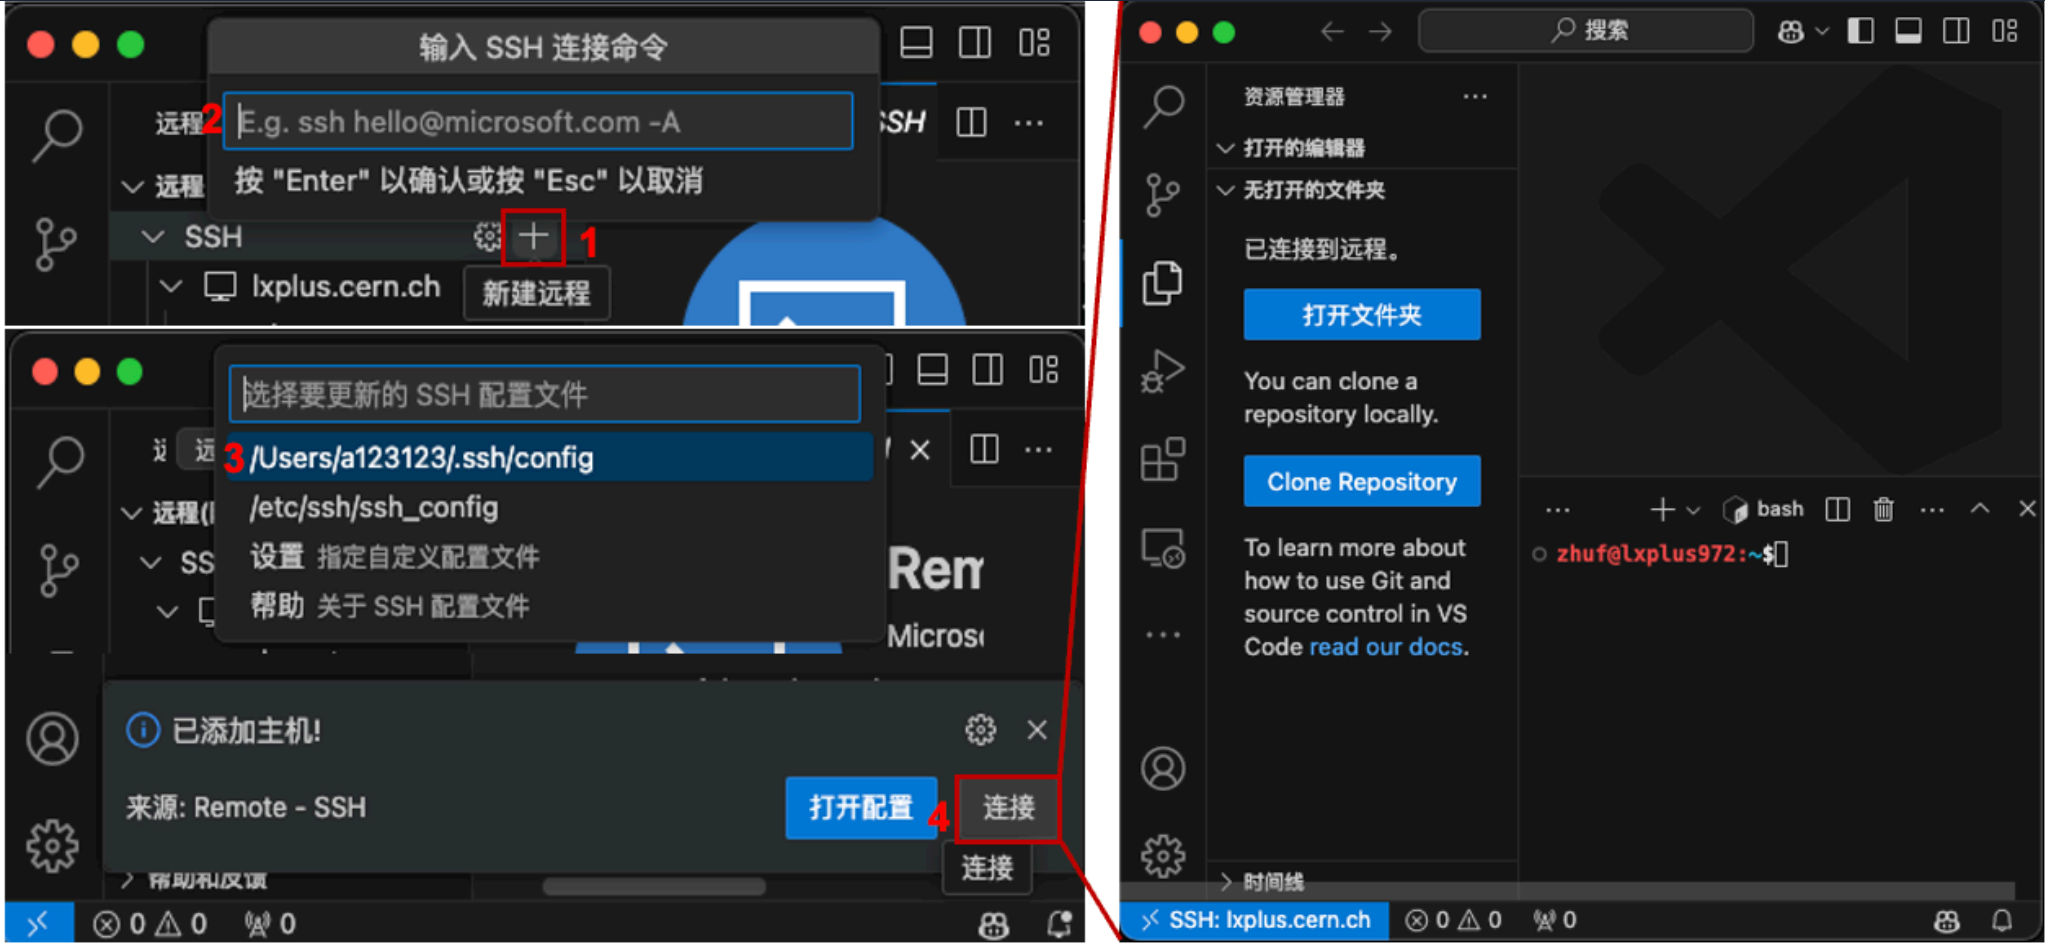 输入 SSH 连接命令
远程
2
E.g. ssh hello@microsoft.com -A
SSH
按 "Enter" 以确认或按 "Esc" 以取消
远程
SSH
1
lxplus.cern.ch
新建远程
选择要更新的 SSH 配置文件
远
3
/Users/a123123/.ssh/config
/etc/ssh/ssh_config
远程(
SS
设置 指定自定义配置文件
帮助 关于 SSH 配置文件
Rem
Micros
已添加主机!
来源: Remote - SSH
打开配置
4
连接
连接
帮助和反馈
0 0 0
搜索
资源管理器
打开的编辑器
无打开的文件夹
已连接到远程。
打开文件夹
You can clone a
repository locally.
Clone Repository
To learn more about
how to use Git and
source control in VS
Code read our docs.
时间线
bash
zhuf@lxplus972:~$
SSH: lxplus.cern.ch
0 0 0